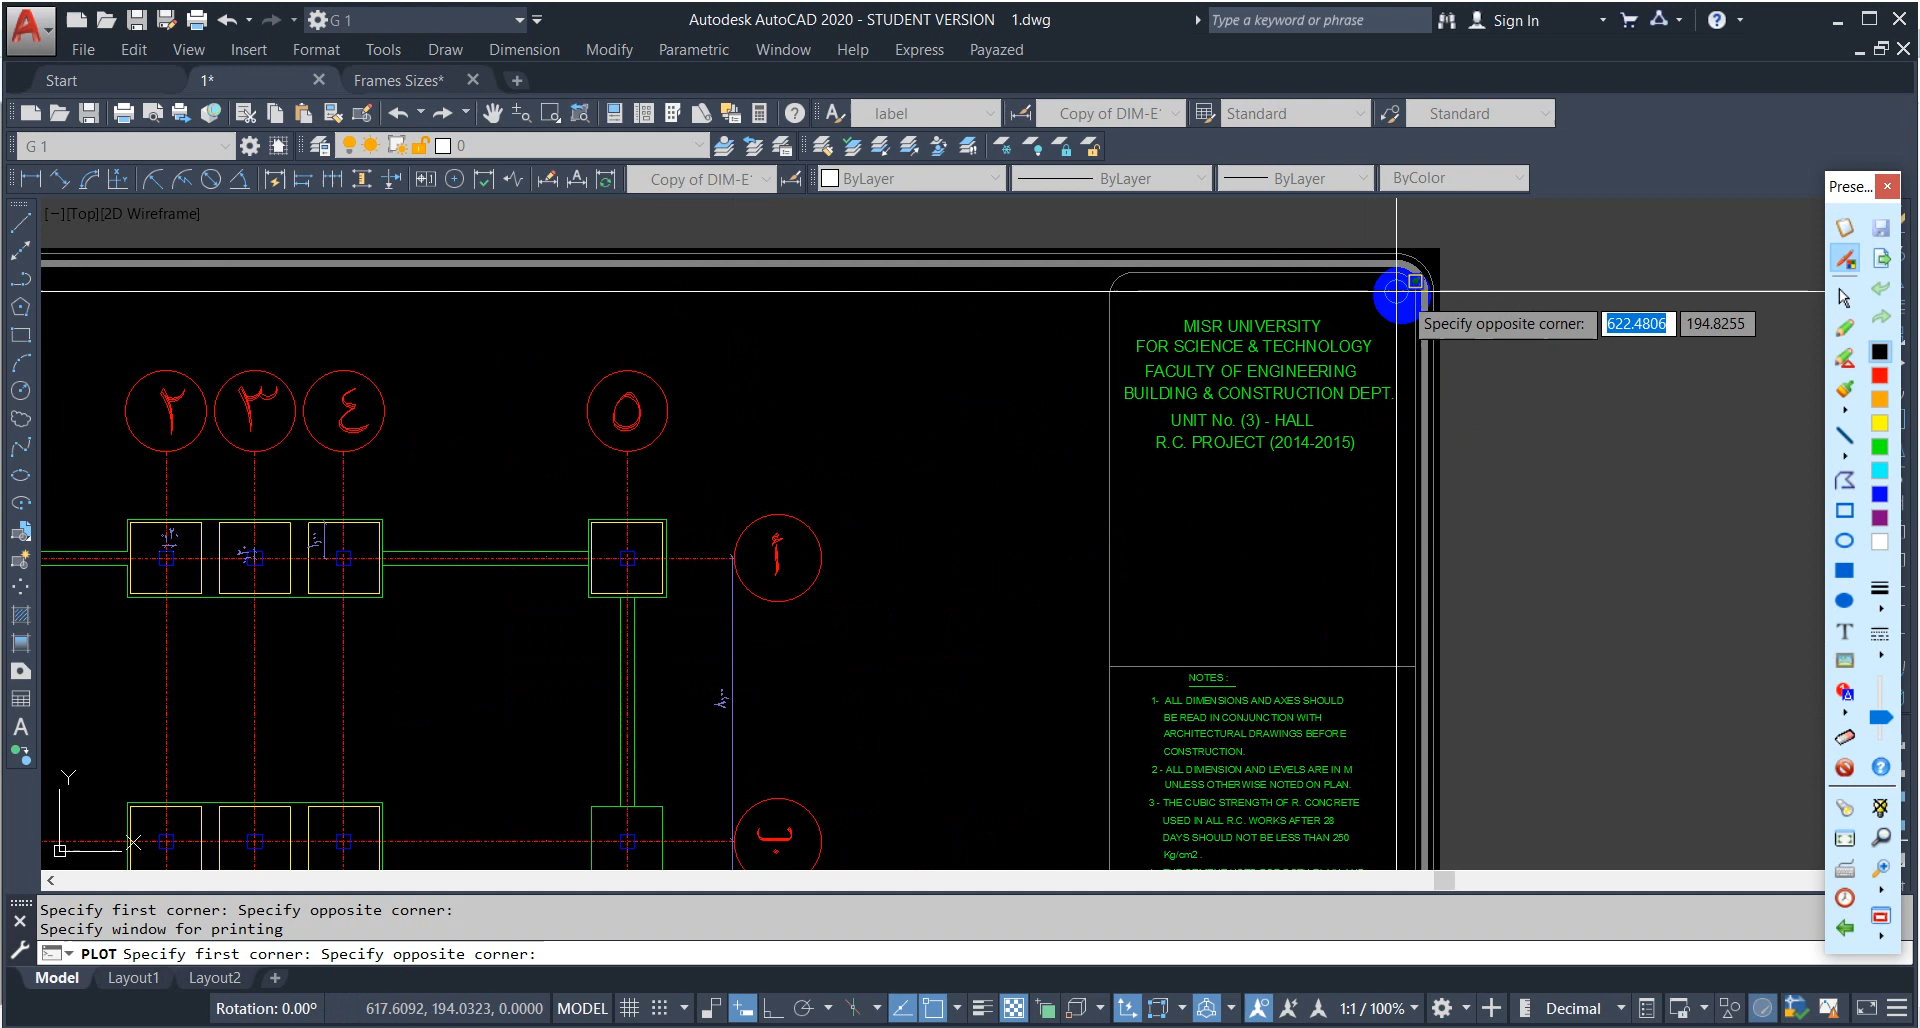 G 1
Autodesk AutoCAD 2020 - STUDENT VERSION 1.dwg
Type a keyword or phrase
Sign In
File Edit View Insert Format Tools Draw Dimension Modify Parametric Window Help Express Payazed
Start
1*
Frames Sizes*
label
Copy of DIM-E'
Standard
Standard
G 1
0
Copy of DIM-E'
ByLayer
ByLayer
ByLayer
ByColor
Prese...
[−][Top][2D Wireframe]
MISR UNIVERSITY
FOR SCIENCE & TECHNOLOGY
FACULTY OF ENGINEERING
BUILDING & CONSTRUCTION DEPT.
UNIT No. (3) - HALL
R.C. PROJECT (2014-2015)
Specify opposite corner: 622.4806 194.8255
٢ ٣ ٤ ٥
أ
ب
NOTES :
1- ALL DIMENSIONS AND AXES SHOULD
BE READ IN CONJUNCTION WITH
ARCHITECTURAL DRAWINGS BEFORE
CONSTRUCTION.
2 - ALL DIMENSION AND LEVELS ARE IN M
UNLESS OTHERWISE NOTED ON PLAN.
3 - THE CUBIC STRENGTH OF R. CONCRETE
USED IN ALL R.C. WORKS AFTER 28
DAYS SHOULD NOT BE LESS THAN 250
Kg/cm2 .
Y
X
Specify first corner: Specify opposite corner:
Specify window for printing
PLOT Specify first corner: Specify opposite corner:
Model Layout1 Layout2
Rotation: 0.00º
617.6092, 194.0323, 0.0000
MODEL
1:1 / 100%
Decimal